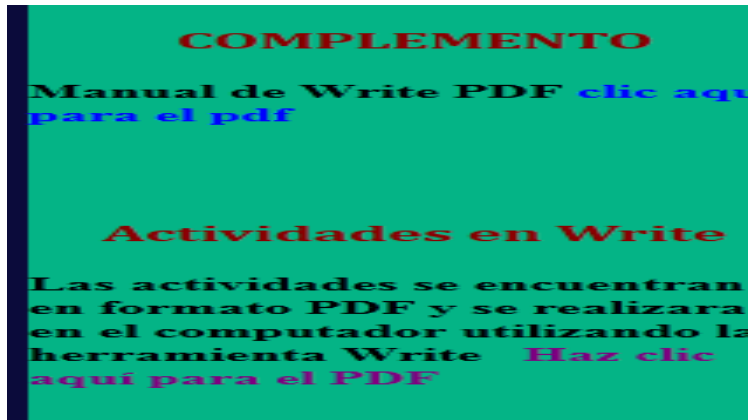 COMPLEMENTO
Manual de Write PDF clic aqu
para el pdf
Actividades en Write
Las actividades se encuentran
en formato PDF y se realizara
en el computador utilizando la
herramienta Write Haz clic
aquí para el PDF